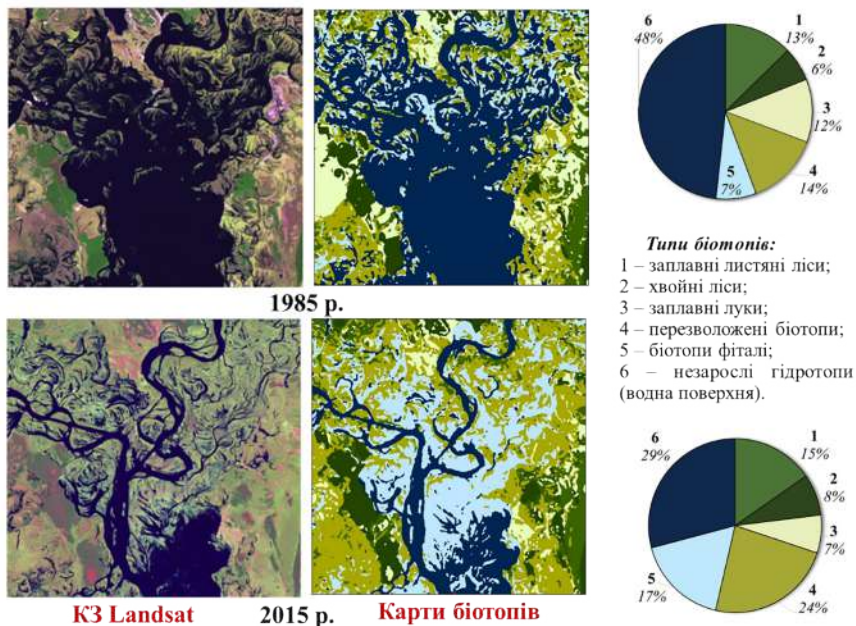 6
48%
1
13%
2
6%
3
12%
4
14%
5
7%
1985 р.
Типи біотопів:
1 – заплавні листяні ліси;
2 – хвойні ліси;
3 – заплавні луки;
4 – перезволожені біотопи;
5 – біотопи фіталі;
6 – незарослі гідротопи
(водна поверхня).
6
29%
1
15%
2
8%
3
7%
4
24%
5
17%
КЗ Landsat 2015 р. Карти біотопів